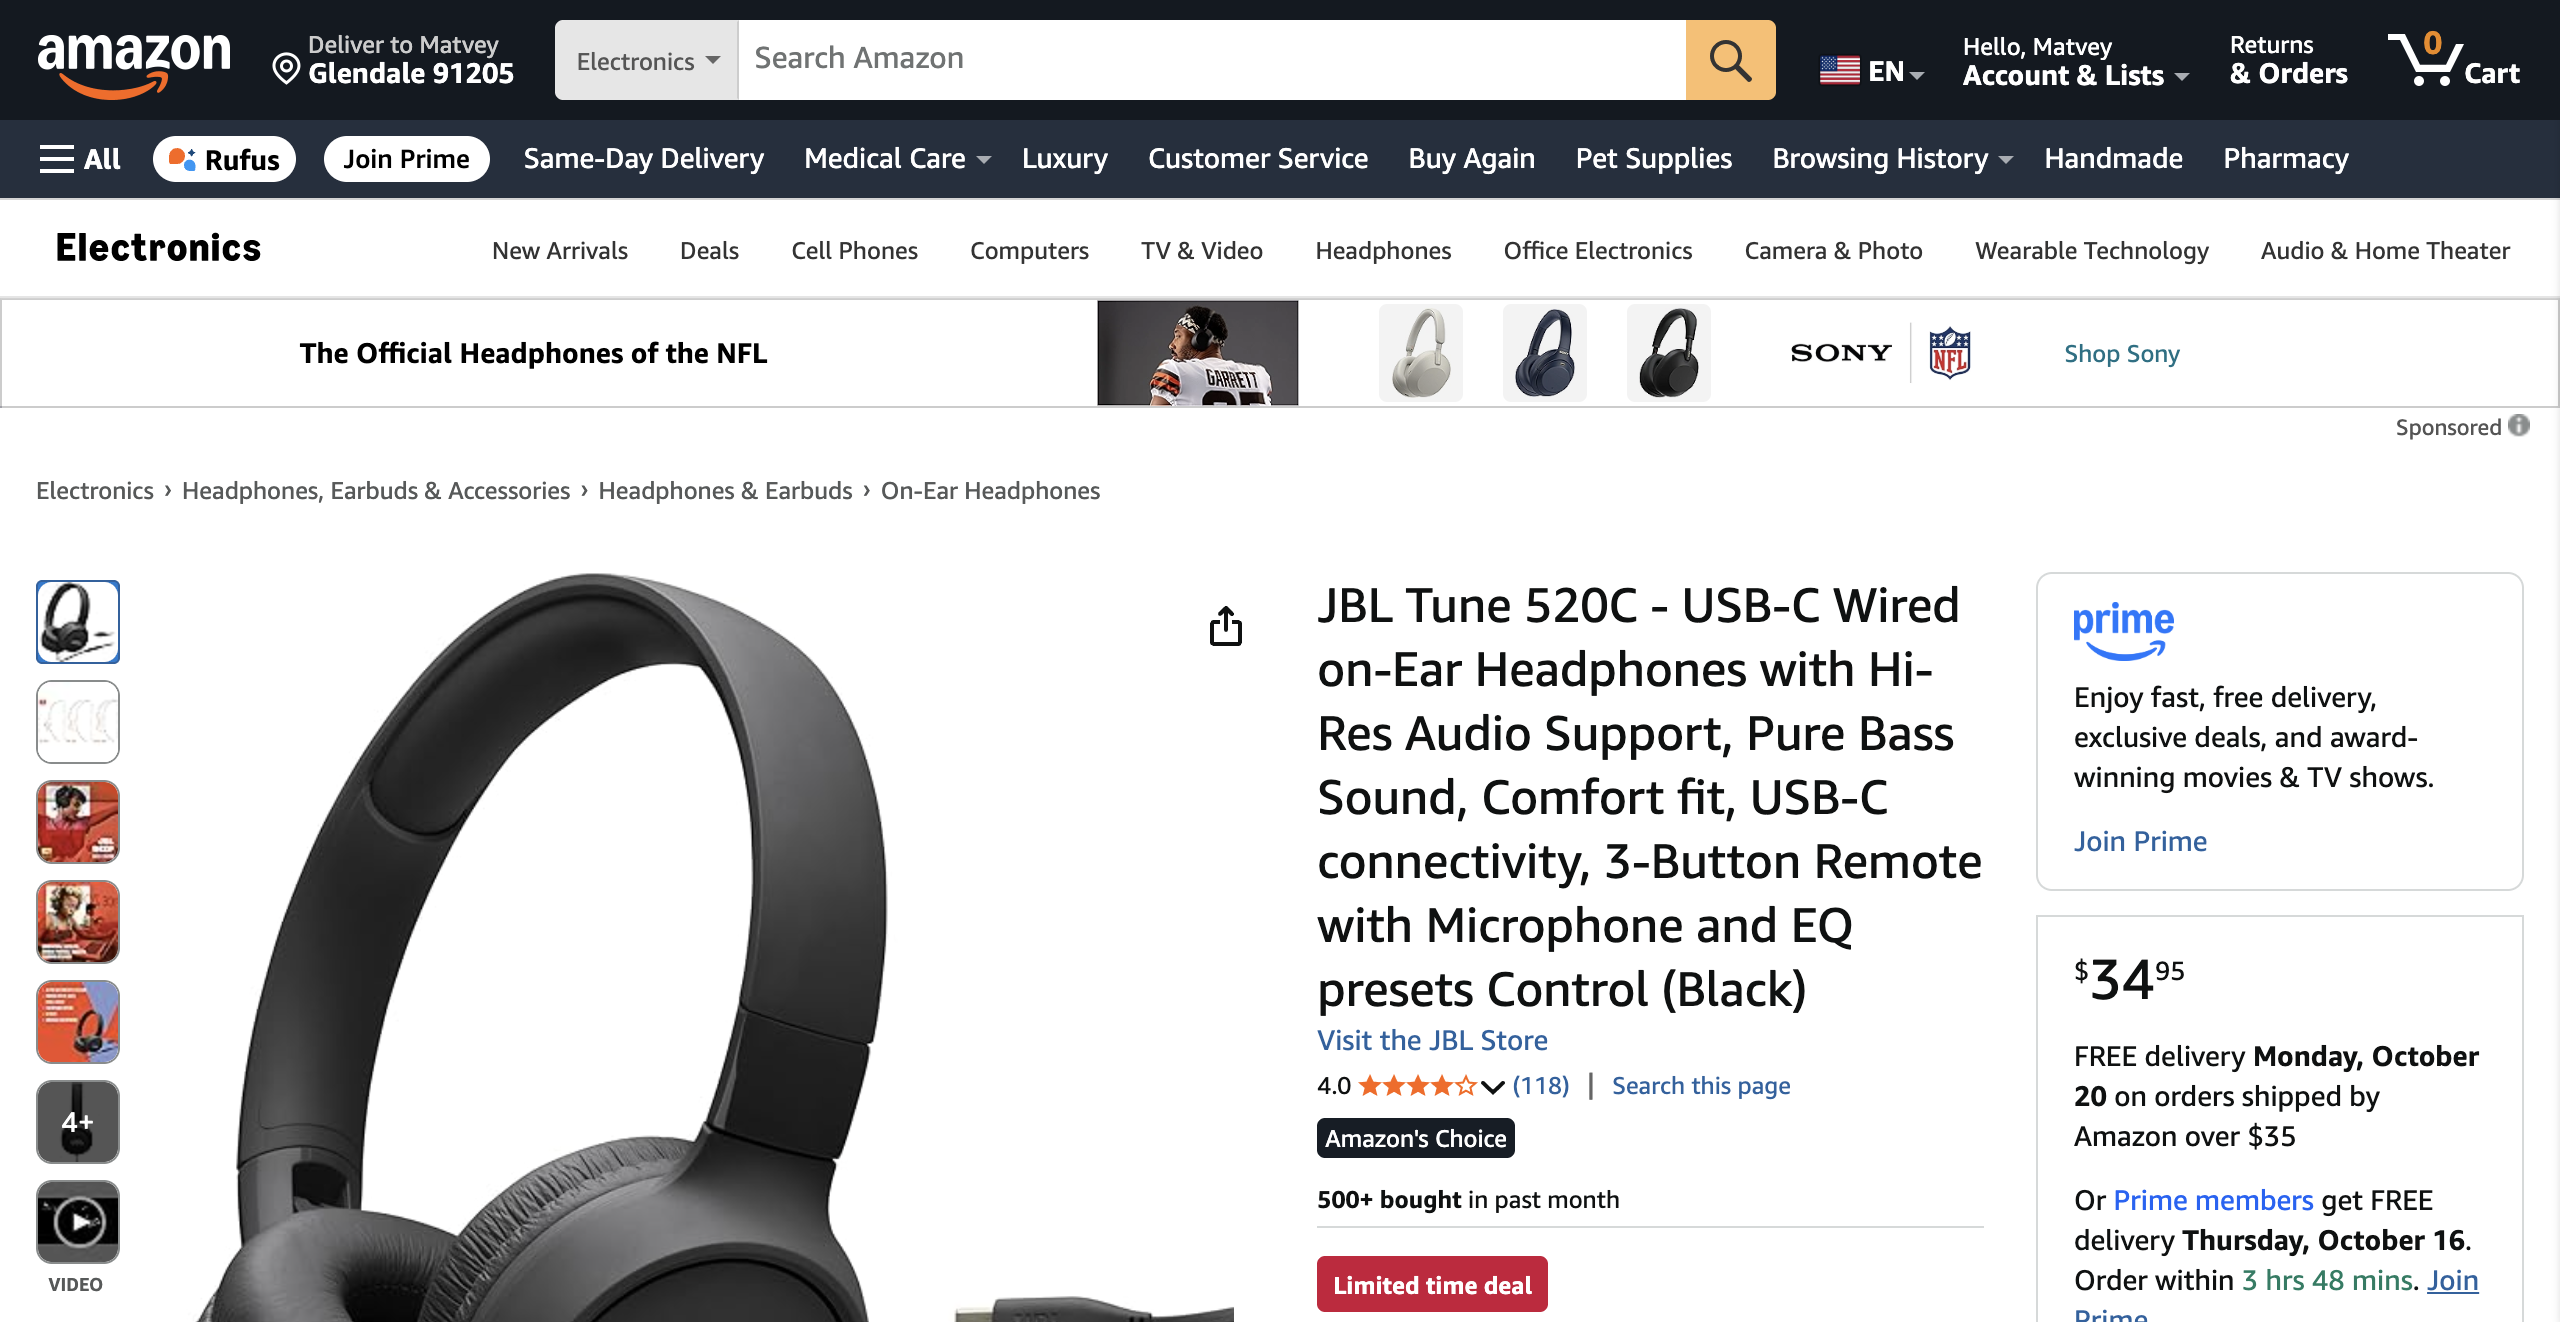 amazon
Deliver to Matvey
Glendale 91205
Electronics
Search Amazon
EN
Hello, Matvey
Account & Lists
Returns
& Orders
0
Cart
All
Rufus
Join Prime
Same-Day Delivery
Medical Care
Luxury
Customer Service
Buy Again
Pet Supplies
Browsing History
Handmade
Pharmacy
Electronics
New Arrivals
Deals
Cell Phones
Computers
TV & Video
Headphones
Office Electronics
Camera & Photo
Wearable Technology
Audio & Home Theater
The Official Headphones of the NFL
GARRETT
SONY
NFL
Shop Sony
Sponsored
Electronics › Headphones, Earbuds & Accessories › Headphones & Earbuds › On-Ear Headphones
4+
VIDEO
JBL Tune 520C - USB-C Wired
on-Ear Headphones with Hi-
Res Audio Support, Pure Bass
Sound, Comfort fit, USB-C
connectivity, 3-Button Remote
with Microphone and EQ
presets Control (Black)
Visit the JBL Store
4.0 (118) | Search this page
Amazon's Choice
500+ bought in past month
Limited time deal
prime
Enjoy fast, free delivery,
exclusive deals, and award-
winning movies & TV shows.
Join Prime
$34 95
FREE delivery Monday, October
20 on orders shipped by
Amazon over $35
Or Prime members get FREE
delivery Thursday, October 16.
Order within 3 hrs 48 mins. Join
Prime